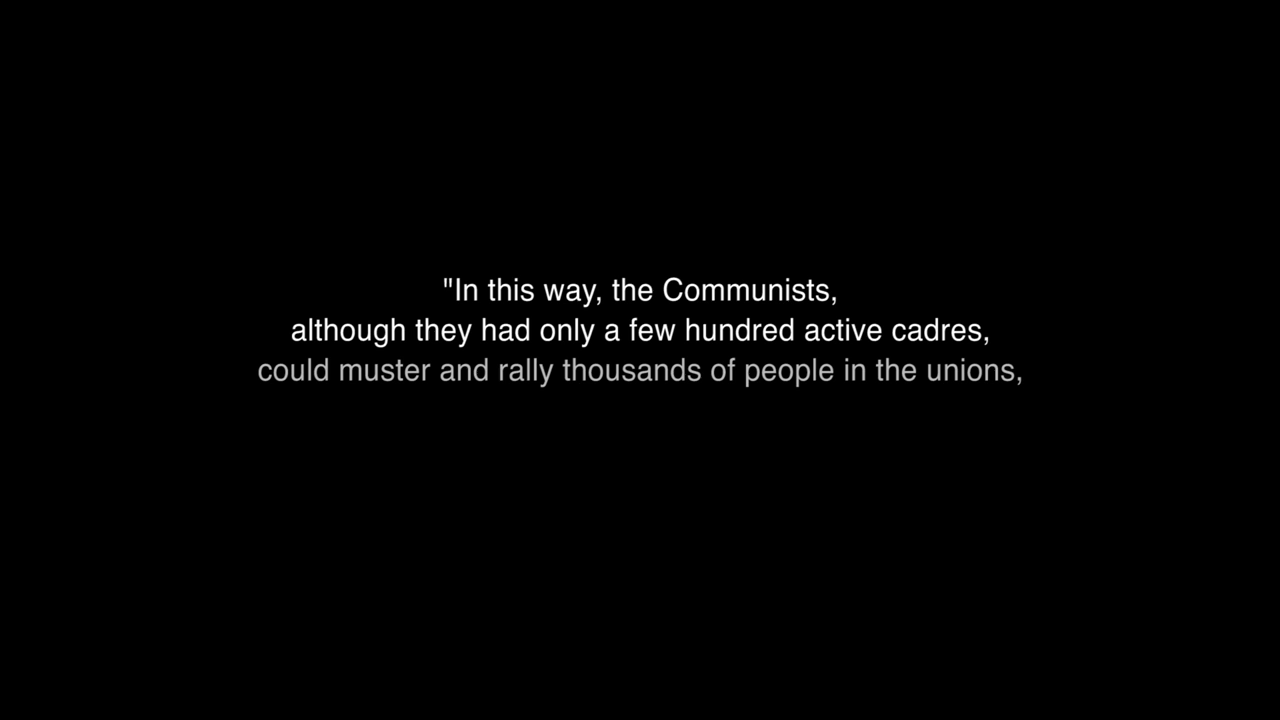 "In this way, the Communists,
although they had only a few hundred active cadres,
could muster and rally thousands of people in the unions,